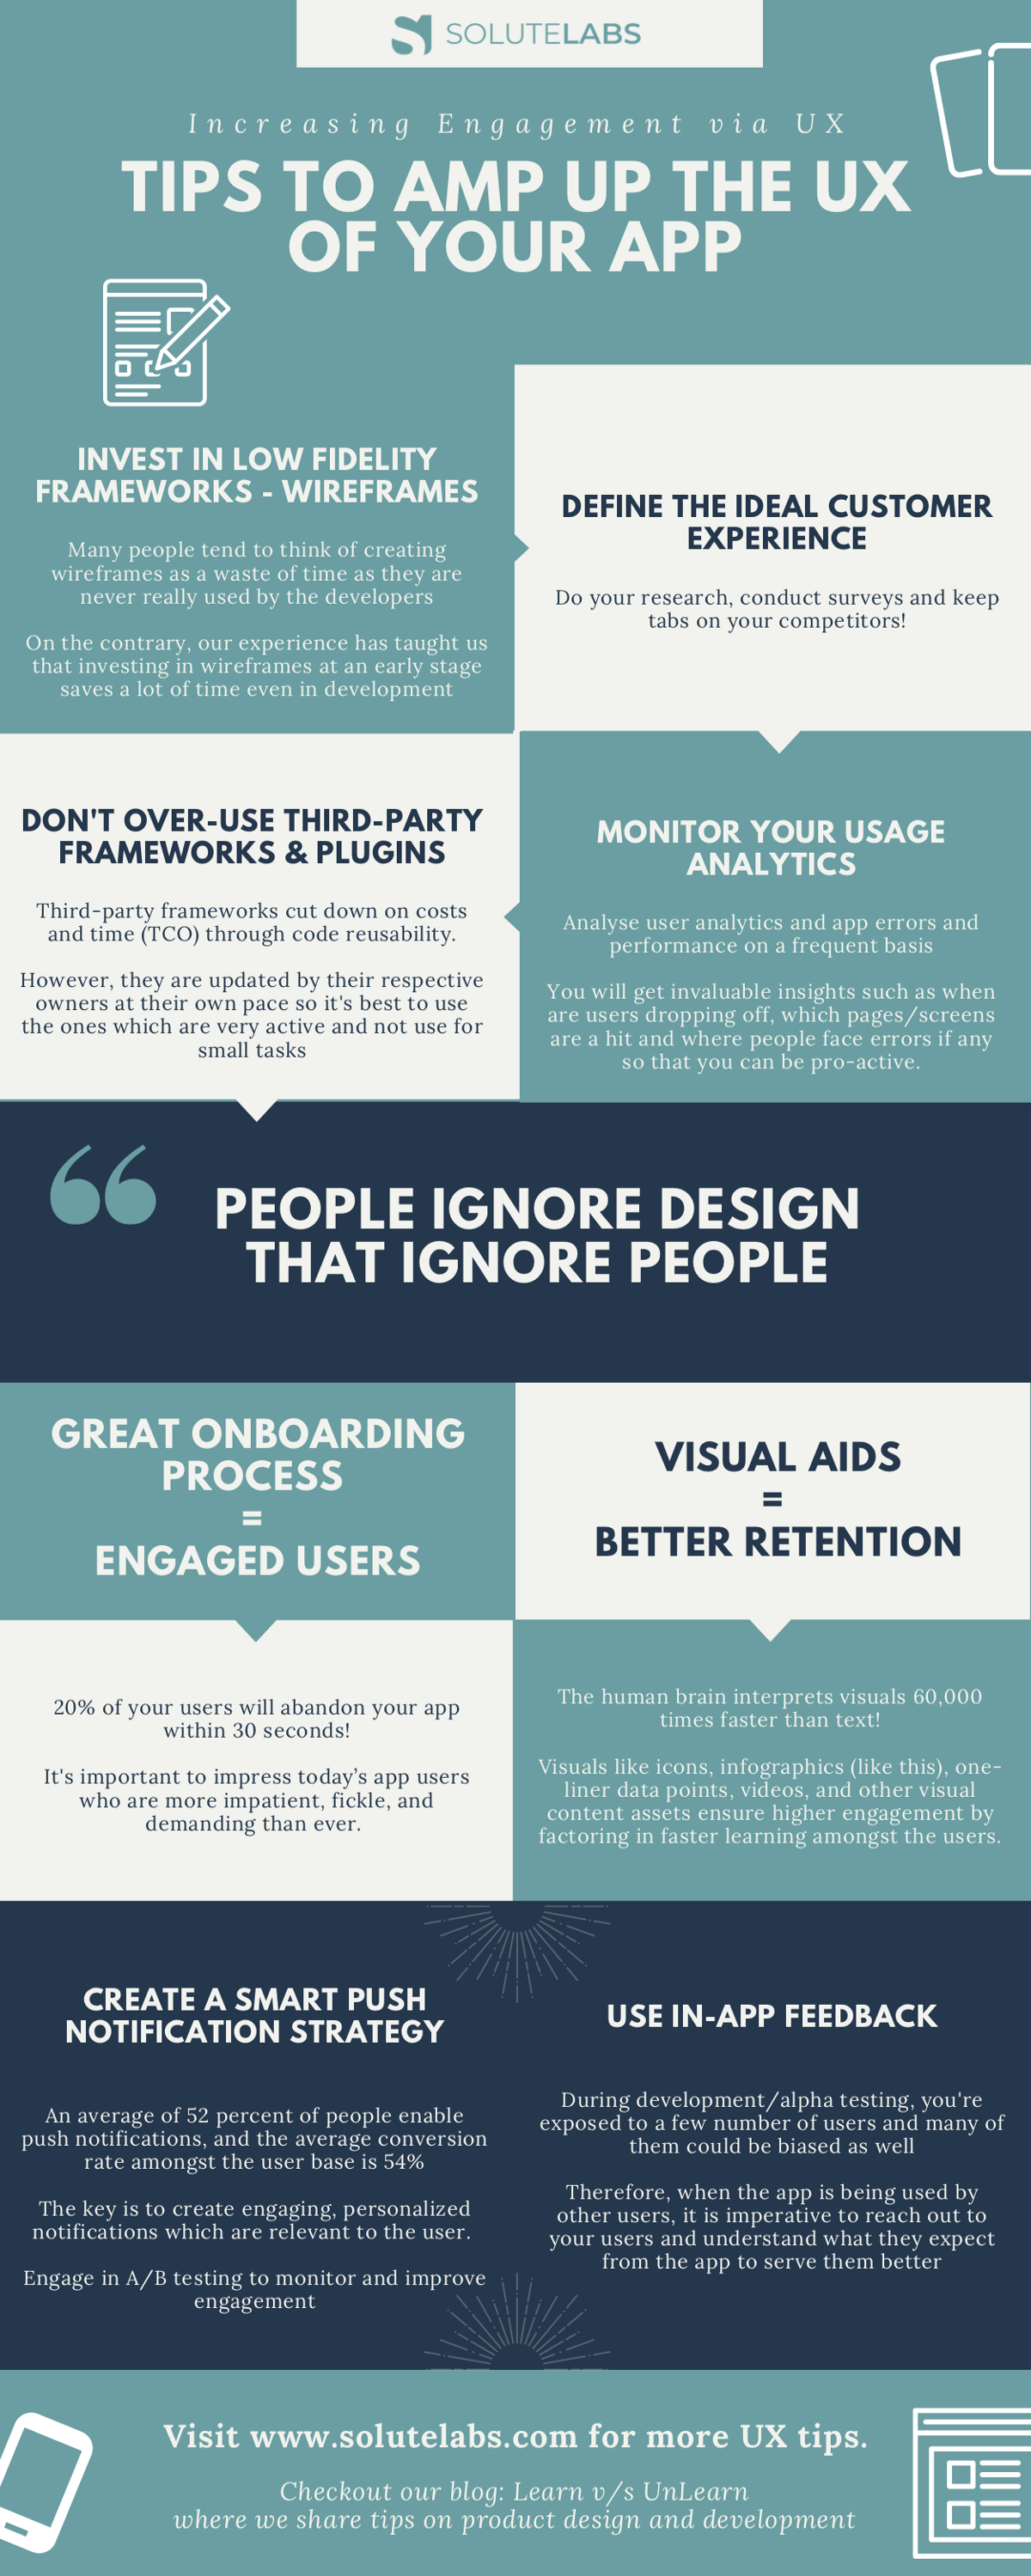 SOLUTELABS
Increasing Engagement via UX
TIPS TO AMP UP THE UX
OF YOUR APP
INVEST IN LOW FIDELITY
FRAMEWORKS - WIREFRAMES
Many people tend to think of creating
wireframes as a waste of time as they are
never really used by the developers
On the contrary, our experience has taught us
that investing in wireframes at an early stage
saves a lot of time even in development
DEFINE THE IDEAL CUSTOMER
EXPERIENCE
Do your research, conduct surveys and keep
tabs on your competitors!
DON'T OVER-USE THIRD-PARTY
FRAMEWORKS & PLUGINS
Third-party frameworks cut down on costs
and time (TCO) through code reusability.
However, they are updated by their respective
owners at their own pace so it's best to use
the ones which are very active and not use for
small tasks
MONITOR YOUR USAGE
ANALYTICS
Analyse user analytics and app errors and
performance on a frequent basis
You will get invaluable insights such as when
are users dropping off, which pages/screens
are a hit and where people face errors if any
so that you can be pro-active.
PEOPLE IGNORE DESIGN
THAT IGNORE PEOPLE
GREAT ONBOARDING
PROCESS
=
ENGAGED USERS
VISUAL AIDS
=
BETTER RETENTION
20% of your users will abandon your app
within 30 seconds!
It's important to impress today’s app users
who are more impatient, fickle, and
demanding than ever.
The human brain interprets visuals 60,000
times faster than text!
Visuals like icons, infographics (like this), one-
liner data points, videos, and other visual
content assets ensure higher engagement by
factoring in faster learning amongst the users.
CREATE A SMART PUSH
NOTIFICATION STRATEGY
An average of 52 percent of people enable
push notifications, and the average conversion
rate amongst the user base is 54%
The key is to create engaging, personalized
notifications which are relevant to the user.
Engage in A/B testing to monitor and improve
engagement
USE IN-APP FEEDBACK
During development/alpha testing, you're
exposed to a few number of users and many of
them could be biased as well
Therefore, when the app is being used by
other users, it is imperative to reach out to
your users and understand what they expect
from the app to serve them better
Visit www.solutelabs.com for more UX tips.
Checkout our blog: Learn v/s UnLearn
where we share tips on product design and development